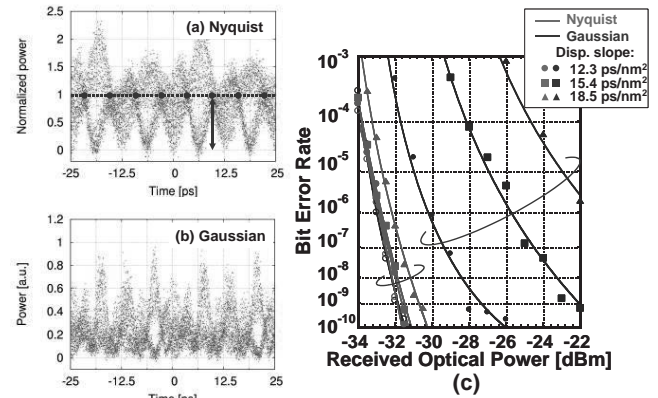 (a) Nyquist
Normalized power
2.5
2
1.5
1
0.5
0
-25 -12.5 0 12.5 25
Time [ps]
(b) Gaussian
Power [a.u.]
1.2
1
0.8
0.6
0.4
0.2
0
-25 -12.5 0 12.5 25
Time [ps]
Nyquist
Gaussian
Disp. slope:
12.3 ps/nm²
15.4 ps/nm²
18.5 ps/nm²
Bit Error Rate
10⁻³
10⁻⁴
10⁻⁵
10⁻⁶
10⁻⁷
10⁻⁸
10⁻⁹
10⁻¹⁰
-34 -32 -30 -28 -26 -24 -22
Received Optical Power [dBm]
(c)